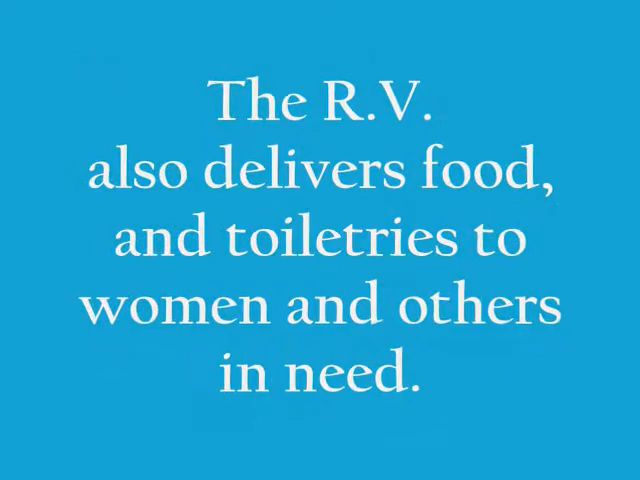 The R.V.
also delivers food,
and toiletries to
women and others
in need.